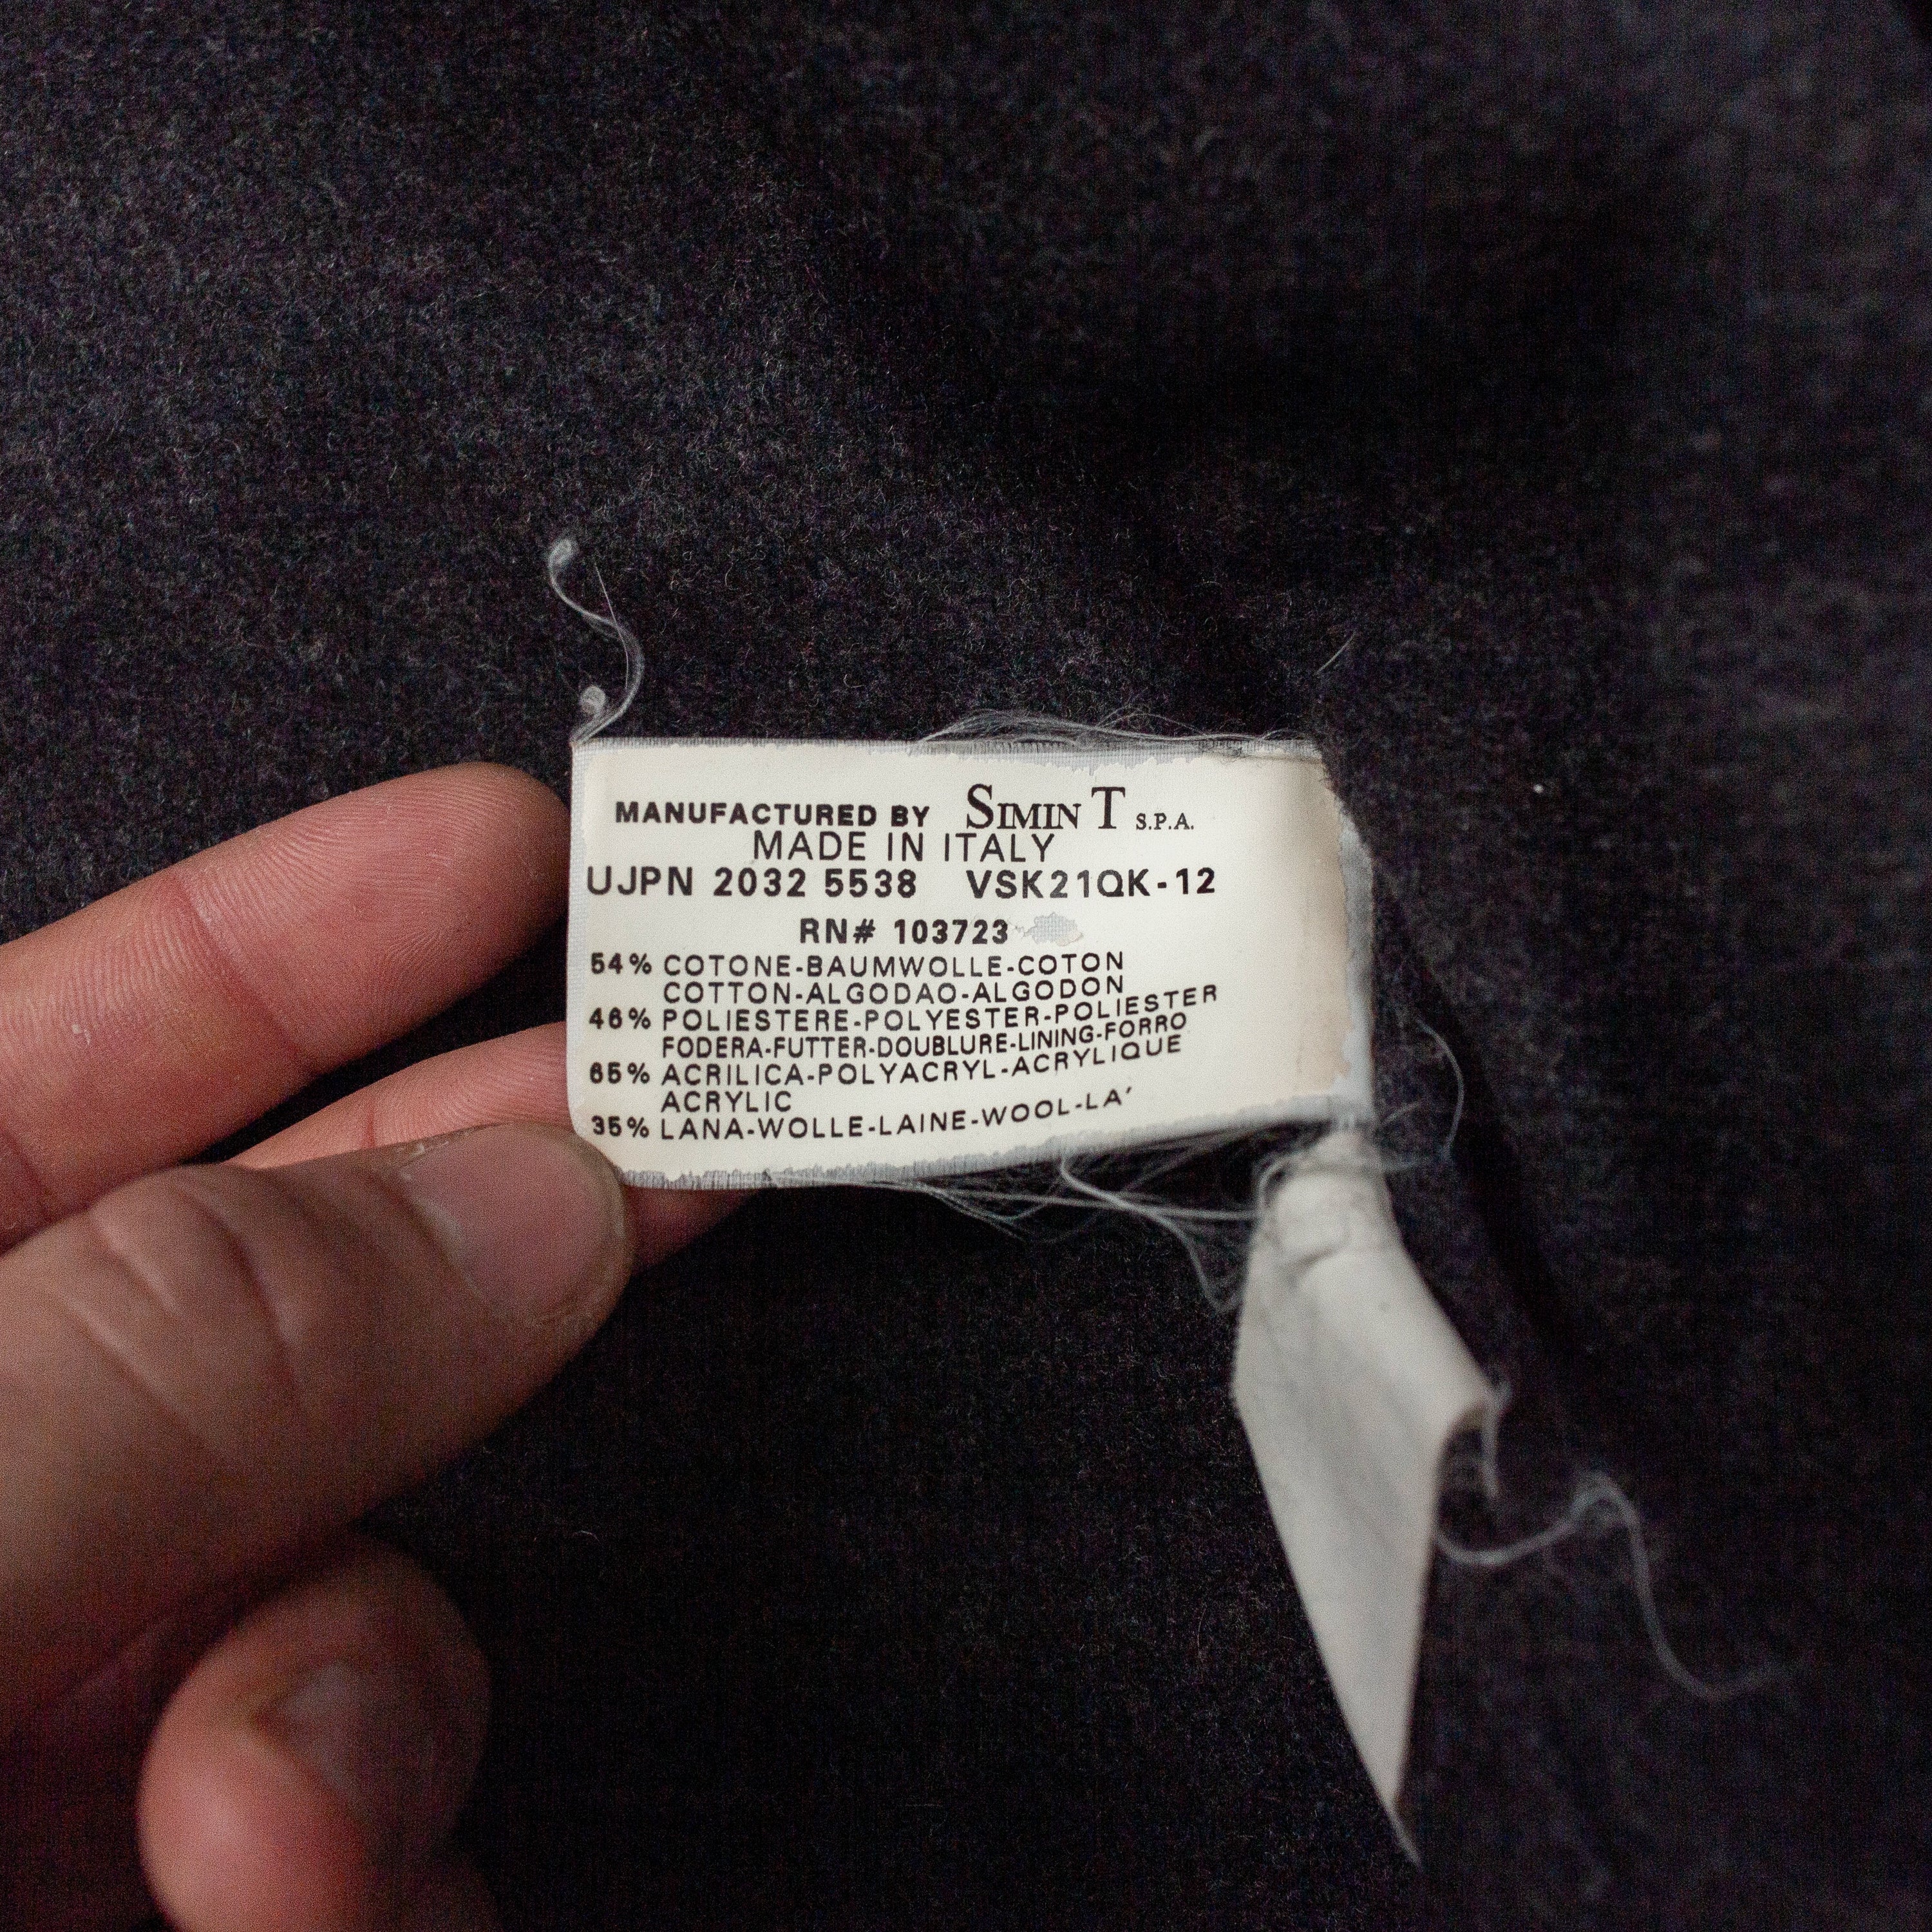 MANUFACTURED BY SIMIN T S.P.A.
MADE IN ITALY
UJPN 2032 5538 VSK21QK-12
RN# 103723
54% COTONE-BAUMWOLLE-COTON
COTTON-ALGODAO-ALGODON
46% POLIESTERE-POLYESTER-POLIESTER
FODERA-FUTTER-DOUBLURE-LINING-FORRO
65% ACRILICA-POLYACRYL-ACRYLIQUE
ACRYLIC
35% LANA-WOLLE-LAINE-WOOL-LA'